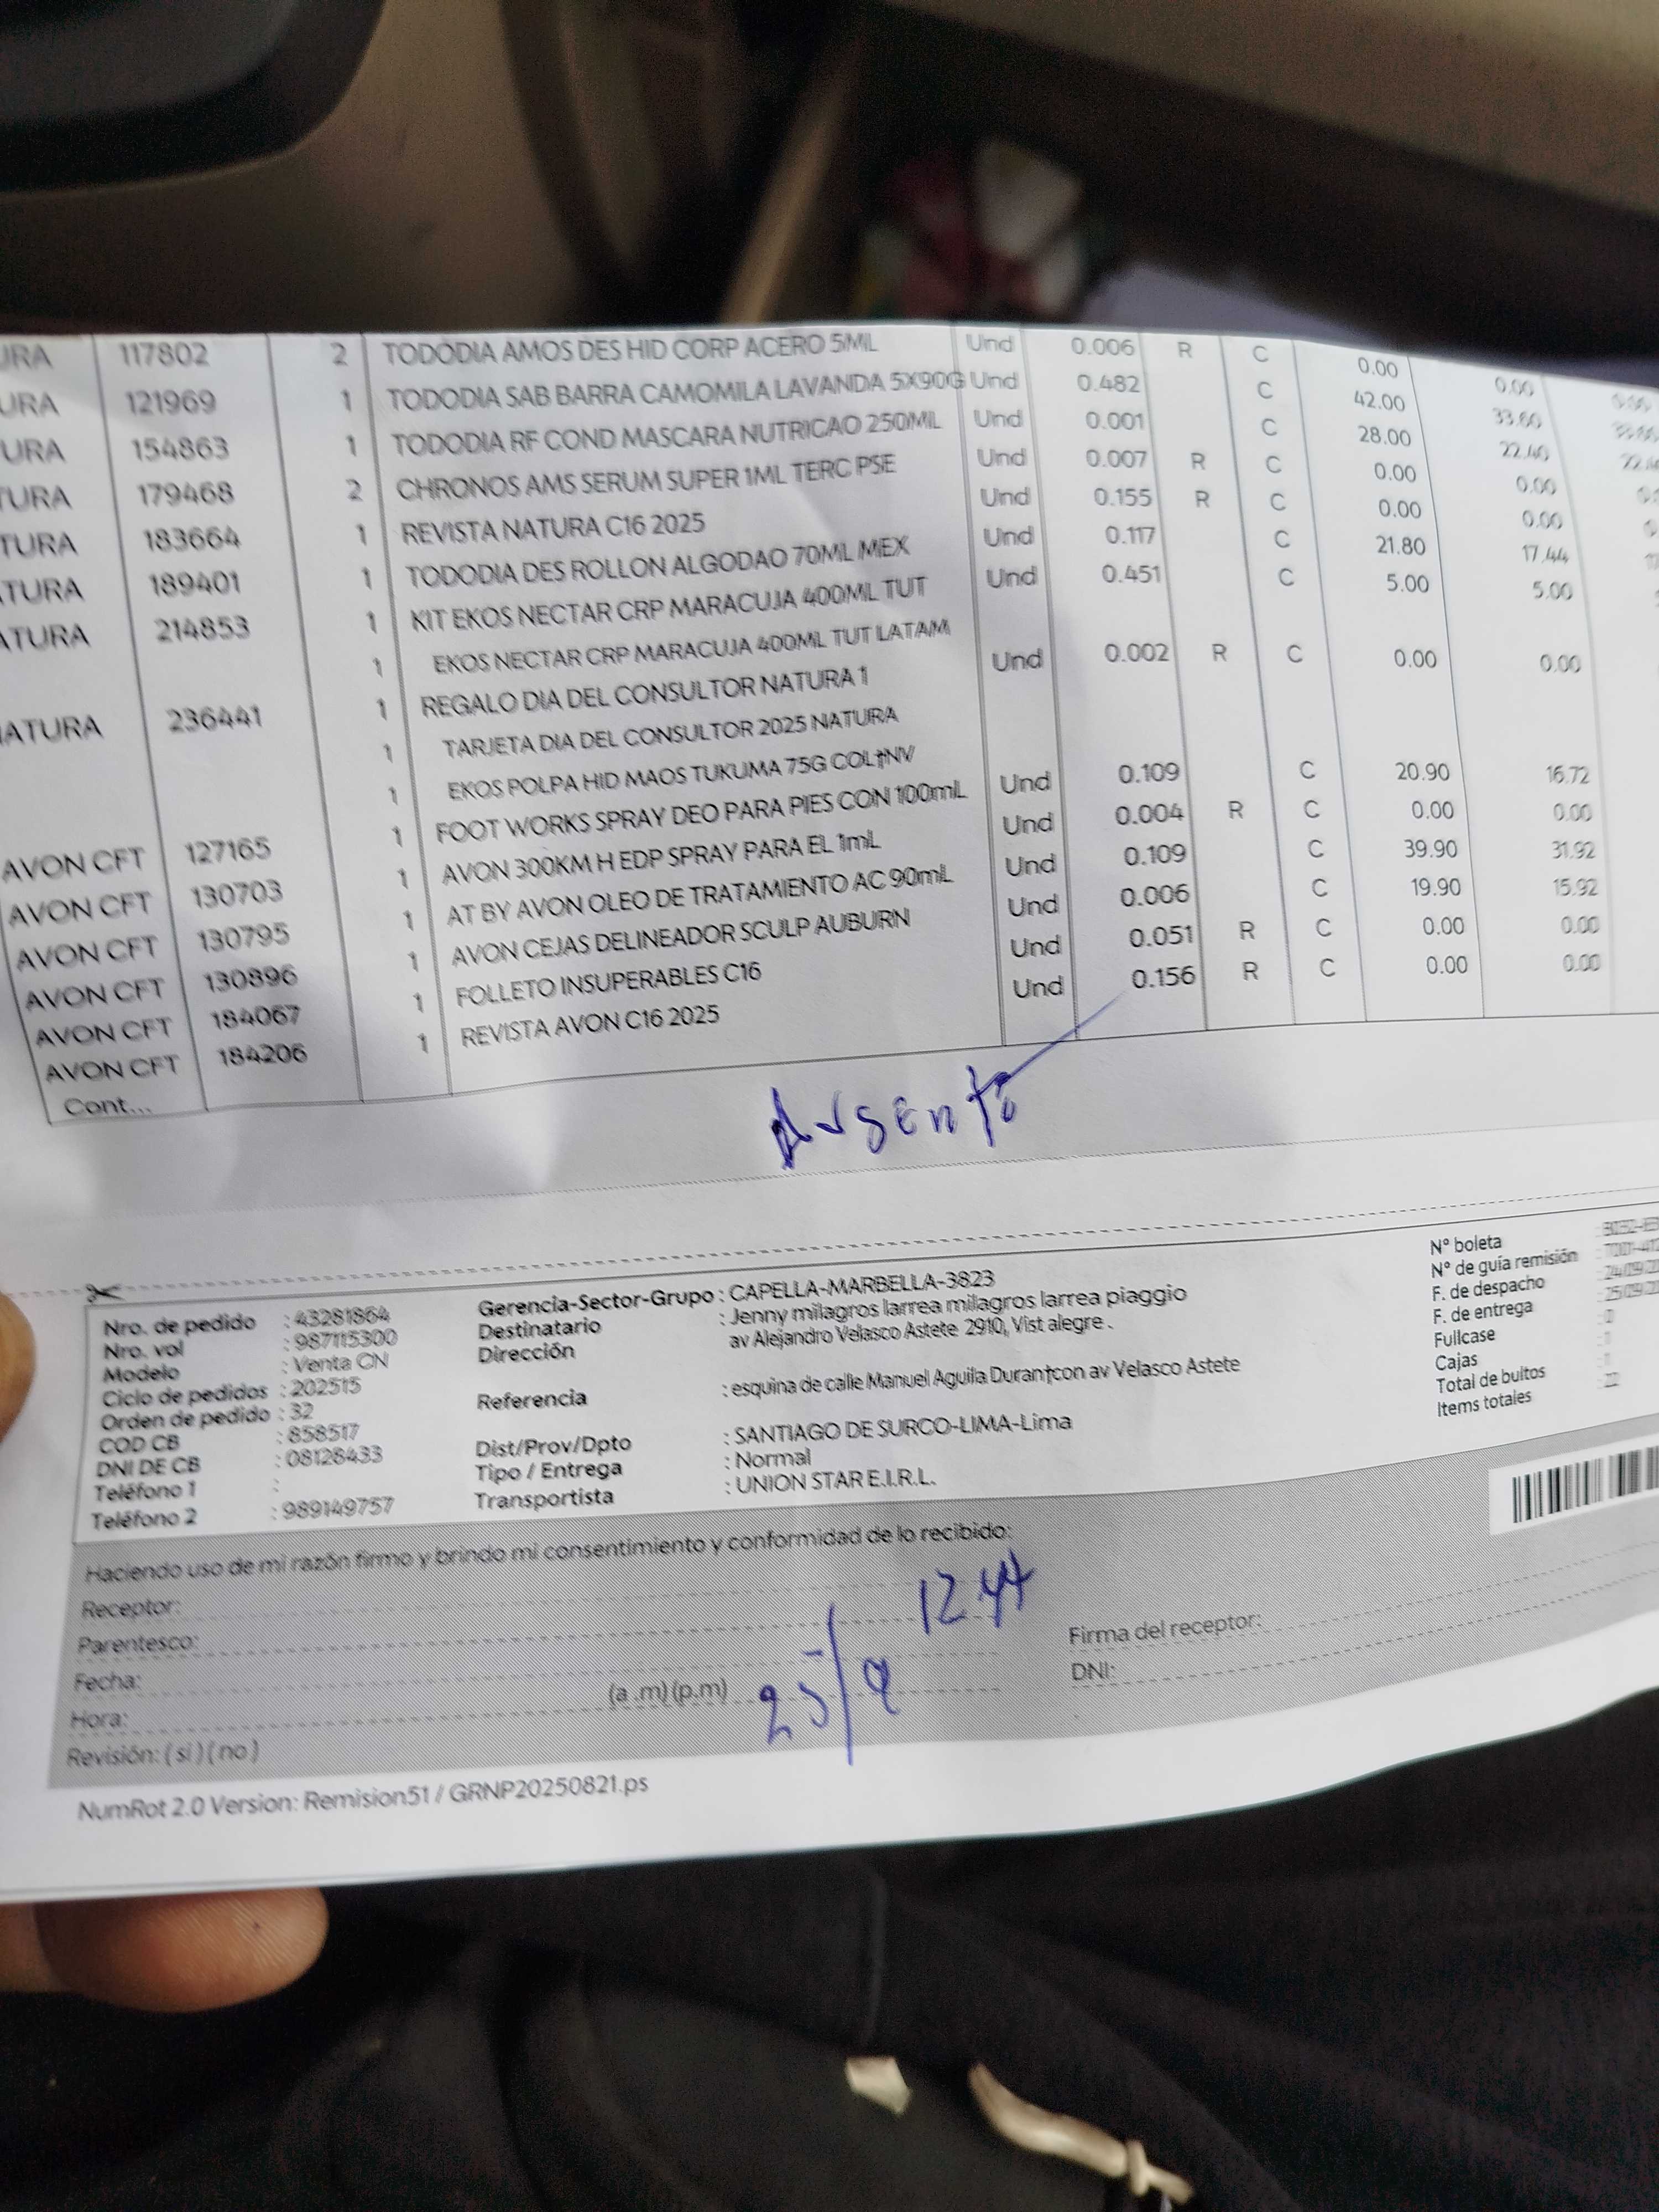 URA 117802 2 TODODIA AMOS DES HID CORP ACERO 5ML Und 0.006 R C 0.00 0.00 0.00
URA 121969 1 TODODIA SAB BARRA CAMOMILA LAVANDA 5X90G Und 0.482 C 42.00 33.60
URA 154863 1 TODODIA RF COND MASCARA NUTRICAO 250ML Und 0.001 C 28.00 22.40
TURA 179468 2 CHRONOS AMS SERUM SUPER 1ML TERC PSE Und 0.007 R C 0.00 0.00
TURA 183664 1 REVISTA NATURA C16 2025 Und 0.155 R C 0.00 0.00
TURA 189401 1 TODODIA DES ROLLON ALGODAO 70ML MEX Und 0.117 C 21.80 17.44
ATURA 214853 1 KIT EKOS NECTAR CRP MARACUJA 400ML TUT Und 0.451 C 5.00 5.00
1 EKOS NECTAR CRP MARACUJA 400ML TUT LATAM
ATURA 236441 1 REGALO DIA DEL CONSULTOR NATURA 1 Und 0.002 R C 0.00 0.00
1 TARJETA DIA DEL CONSULTOR 2025 NATURA
1 EKOS POLPA HID MAOS TUKUMA 75G COL†NV
AVON CFT 127165 1 FOOT WORKS SPRAY DEO PARA PIES CON 100mL Und 0.109 C 20.90 16.72
AVON CFT 130703 1 AVON 300KM H EDP SPRAY PARA EL 1mL Und 0.004 R C 0.00 0.00
AVON CFT 130795 1 AT BY AVON OLEO DE TRATAMIENTO AC 90mL Und 0.109 C 39.90 31.92
AVON CFT 130896 1 AVON CEJAS DELINEADOR SCULP AUBURN Und 0.006 C 19.90 15.92
AVON CFT 184067 1 FOLLETO INSUPERABLES C16 Und 0.051 R C 0.00 0.00
AVON CFT 184206 1 REVISTA AVON C16 2025 Und 0.156 R C 0.00 0.00
Cont...
Nro. de pedido : 43281864
Nro. vol : 987115300
Modelo : Venta CN
Ciclo de pedidos : 202515
Orden de pedido : 32
COD CB : 858517
DNI DE CB : 08128433
Teléfono 1 :
Teléfono 2 : 989149757
Gerencia-Sector-Grupo : CAPELLA-MARBELLA-3823
Destinatario : Jenny milagros larrea milagros larrea piaggio
Dirección av Alejandro Velasco Astete 2910, Vist alegre .
Referencia : esquina de calle Manuel Aguila Duran†con av Velasco Astete
Dist/Prov/Dpto : SANTIAGO DE SURCO-LIMA-Lima
Tipo / Entrega : Normal
Transportista : UNION STAR E.I.R.L.
N° boleta
N° de guía remisión
F. de despacho
F. de entrega
Fullcase
Cajas
Total de bultos
Items totales
Haciendo uso de mi razón firmo y brindo mi consentimiento y conformidad de lo recibido:
Receptor:
Parentesco:
Fecha:
Hora: (a .m) (p.m)
Revisión: ( si ) ( no )
12 44
25/9
Firma del receptor:
DNI:
NumRot 2.0 Version: Remision51 / GRNP20250821.ps